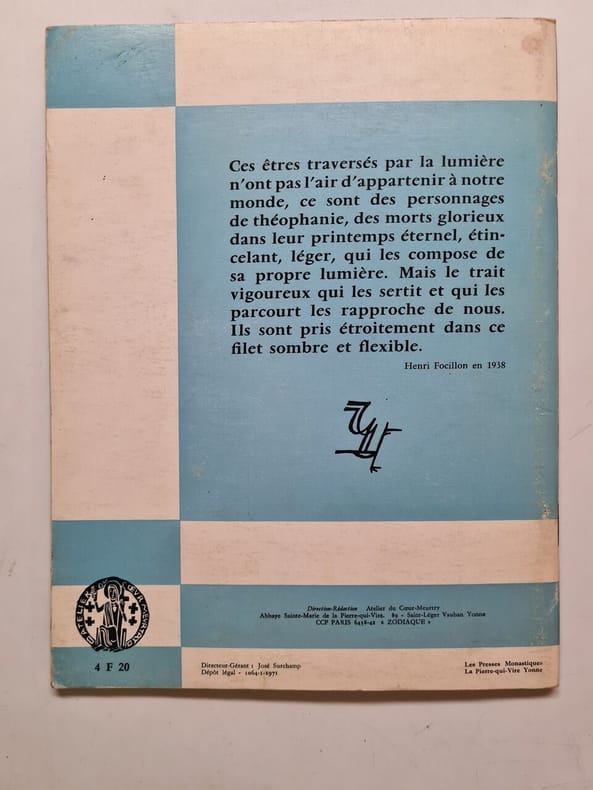 Ces êtres traversés par la lumière
n'ont pas l'air d'appartenir à notre
monde, ce sont des personnages
de théophanie, des morts glorieux
dans leur printemps éternel, étin-
celant, léger, qui les compose de
sa propre lumière. Mais le trait
vigoureux qui les sertit et qui les
parcourt les rapproche de nous.
Ils sont pris étroitement dans ce
filet sombre et flexible.
Henri Focillon en 1938
ATELIER CŒUR MEURTRY
Direction-Rédaction Atelier du Cœur-Meurtry
Abbaye Sainte-Marie de la Pierre-qui-Vire, 89 - Saint-Léger Vauban Yonne
CCP PARIS 6458-42 « ZODIAQUE »
4 F 20
Directeur-Gérant : José Surchamp
Dépôt légal - 1064-1-1971
Les Presses Monastiques
La Pierre-qui-Vire Yonne